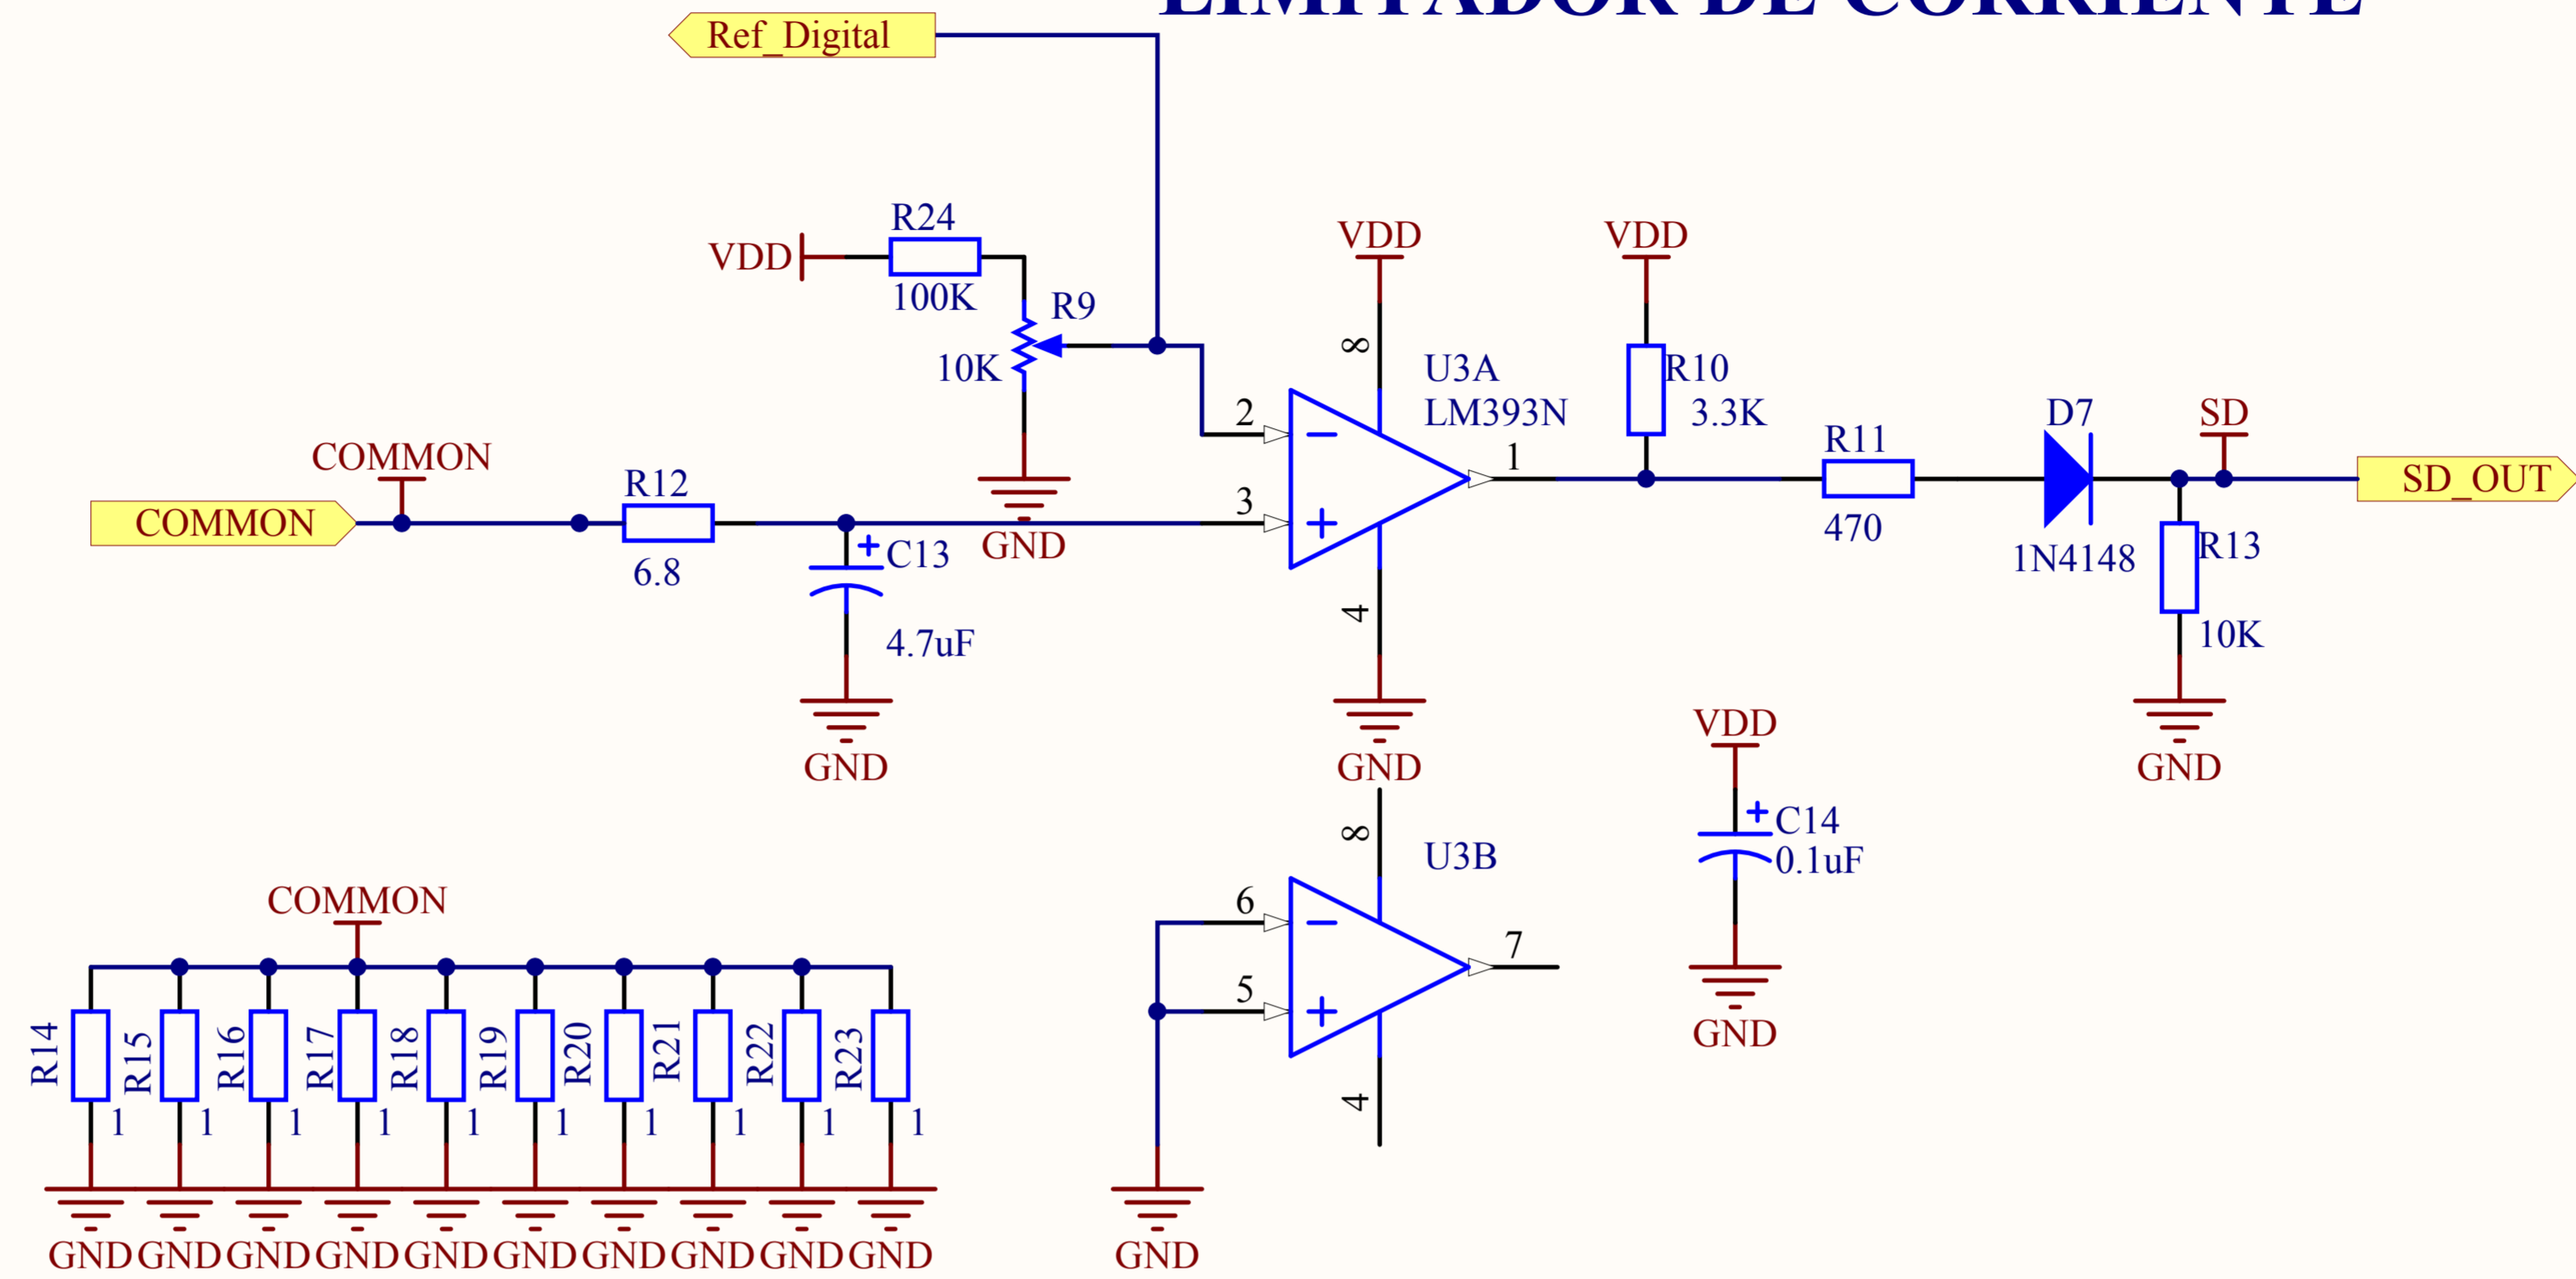 LIMITADOR DE CORRIENTE
Ref_Digital
VDD
R24
100K
R9
10K
GND
COMMON
COMMON
R12
6.8
C13
4.7uF
GND
VDD
8
2
3
U3A
LM393N
1
4
GND
VDD
R10
3.3K
R11
470
D7
1N4148
SD
SD_OUT
R13
10K
GND
VDD
C14
0.1uF
GND
8
U3B
6
5
7
4
GND
COMMON
R14 R15 R16 R17 R18 R19 R20 R21 R22 R23
1 1 1 1 1 1 1 1 1 1
GND GND GND GND GND GND GND GND GND GND